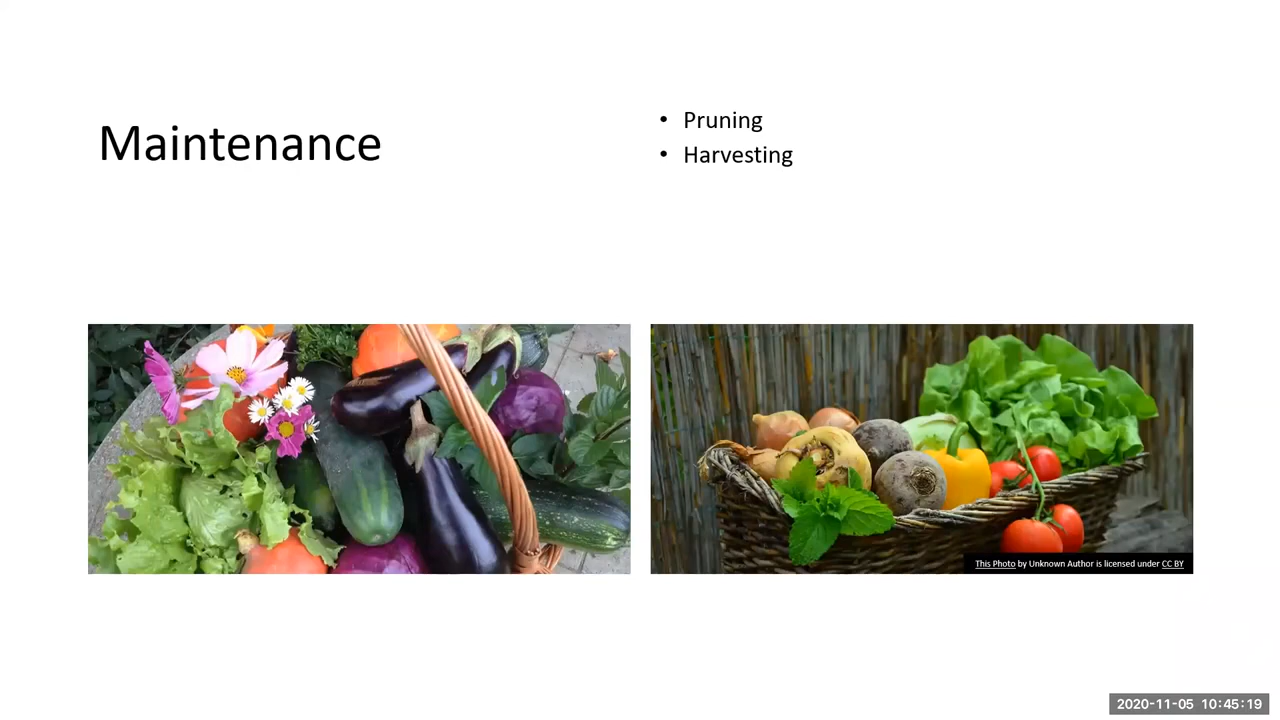 Maintenance
• Pruning
• Harvesting
This Photo by Unknown Author is licensed under CC BY
2020-11-05 10:45:19